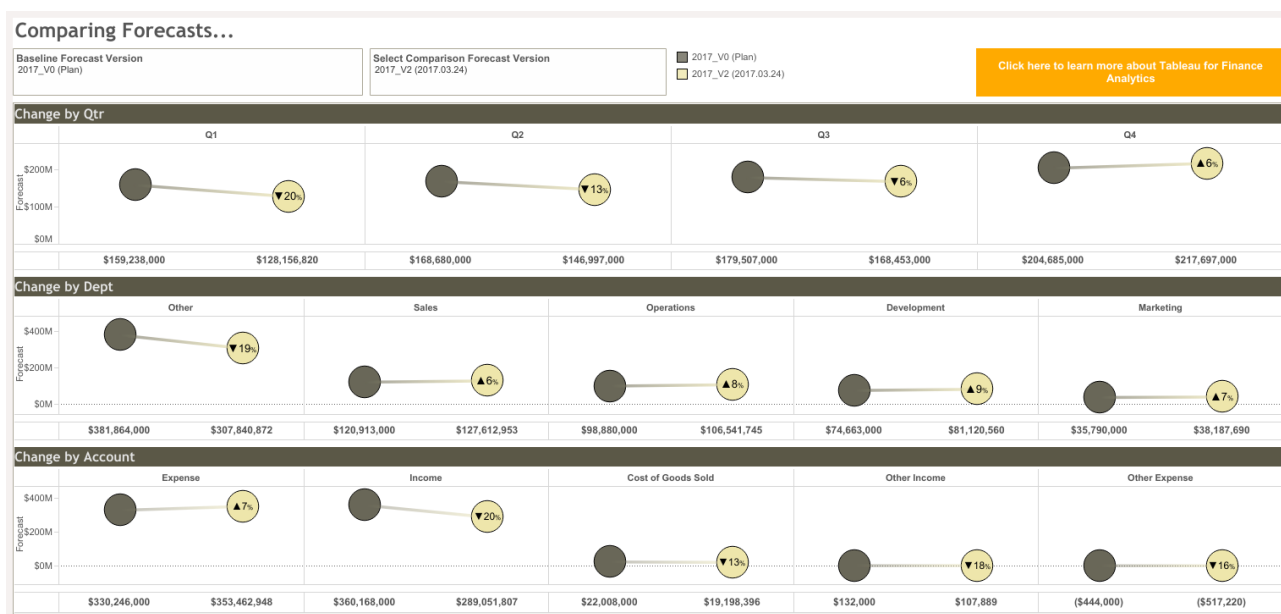 Comparing Forecasts...
Baseline Forecast Version
2017_V0 (Plan)
Select Comparison Forecast Version
2017_V2 (2017.03.24)
2017_V0 (Plan)
2017_V2 (2017.03.24)
Click here to learn more about Tableau for Finance
Analytics
Change by Qtr
Q1 Q2 Q3 Q4
Forecast
$200M
$100M
$0M
▼20% ▼13% ▼6% ▲6%
$159,238,000 $128,156,820 $168,680,000 $146,997,000 $179,507,000 $168,453,000 $204,685,000 $217,697,000
Change by Dept
Other Sales Operations Development Marketing
Forecast
$400M
$200M
$0M
▼19% ▲6% ▲8% ▲9% ▲7%
$381,864,000 $307,840,872 $120,913,000 $127,612,953 $98,880,000 $106,541,745 $74,663,000 $81,120,560 $35,790,000 $38,187,690
Change by Account
Expense Income Cost of Goods Sold Other Income Other Expense
Forecast
$400M
$200M
$0M
▲7% ▼20% ▼13% ▼18% ▼16%
$330,246,000 $353,462,948 $360,168,000 $289,051,807 $22,008,000 $19,198,396 $132,000 $107,889 ($444,000) ($517,220)